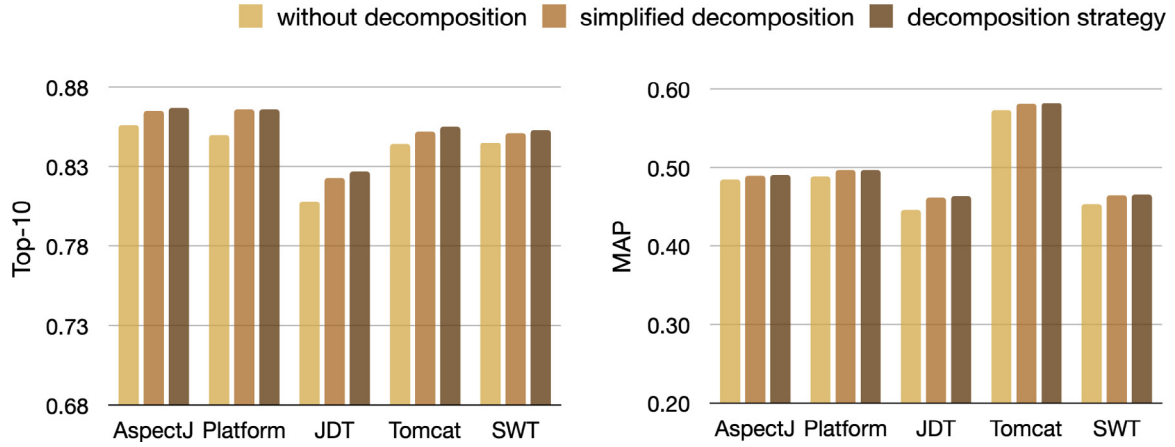 without decomposition simplified decomposition decomposition strategy
Top-10
0.88
0.83
0.78
0.73
0.68
AspectJ Platform JDT Tomcat SWT
MAP
0.60
0.50
0.40
0.30
0.20
AspectJ Platform JDT Tomcat SWT